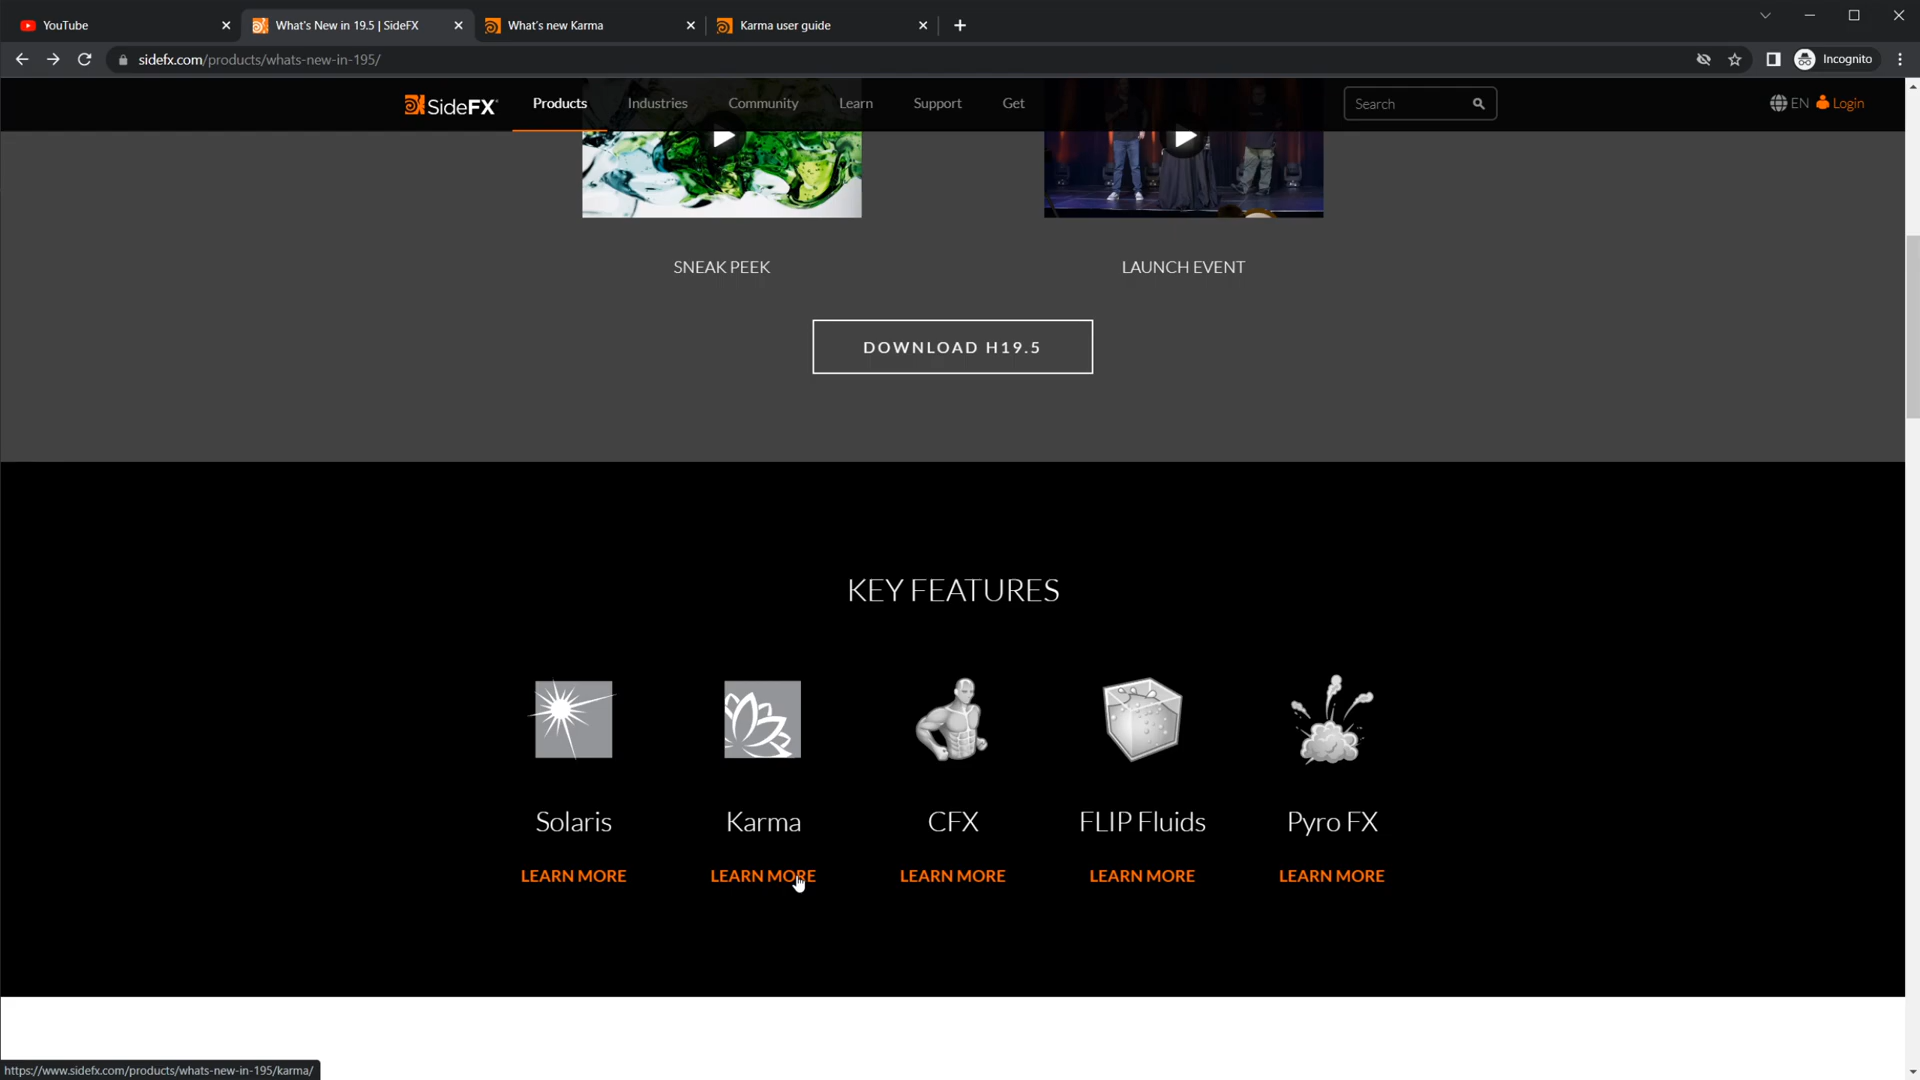 YouTube
What's New in 19.5 | SideFX
What's new Karma
Karma user guide
sidefx.com/products/whats-new-in-195/
Incognito
SideFX
Products
Industries
Community
Learn
Support
Get
Search
EN
Login
SNEAK PEEK
LAUNCH EVENT
DOWNLOAD H19.5
KEY FEATURES
Solaris
Karma
CFX
FLIP Fluids
Pyro FX
LEARN MORE
LEARN MORE
LEARN MORE
LEARN MORE
LEARN MORE
https://www.sidefx.com/products/whats-new-in-195/karma/